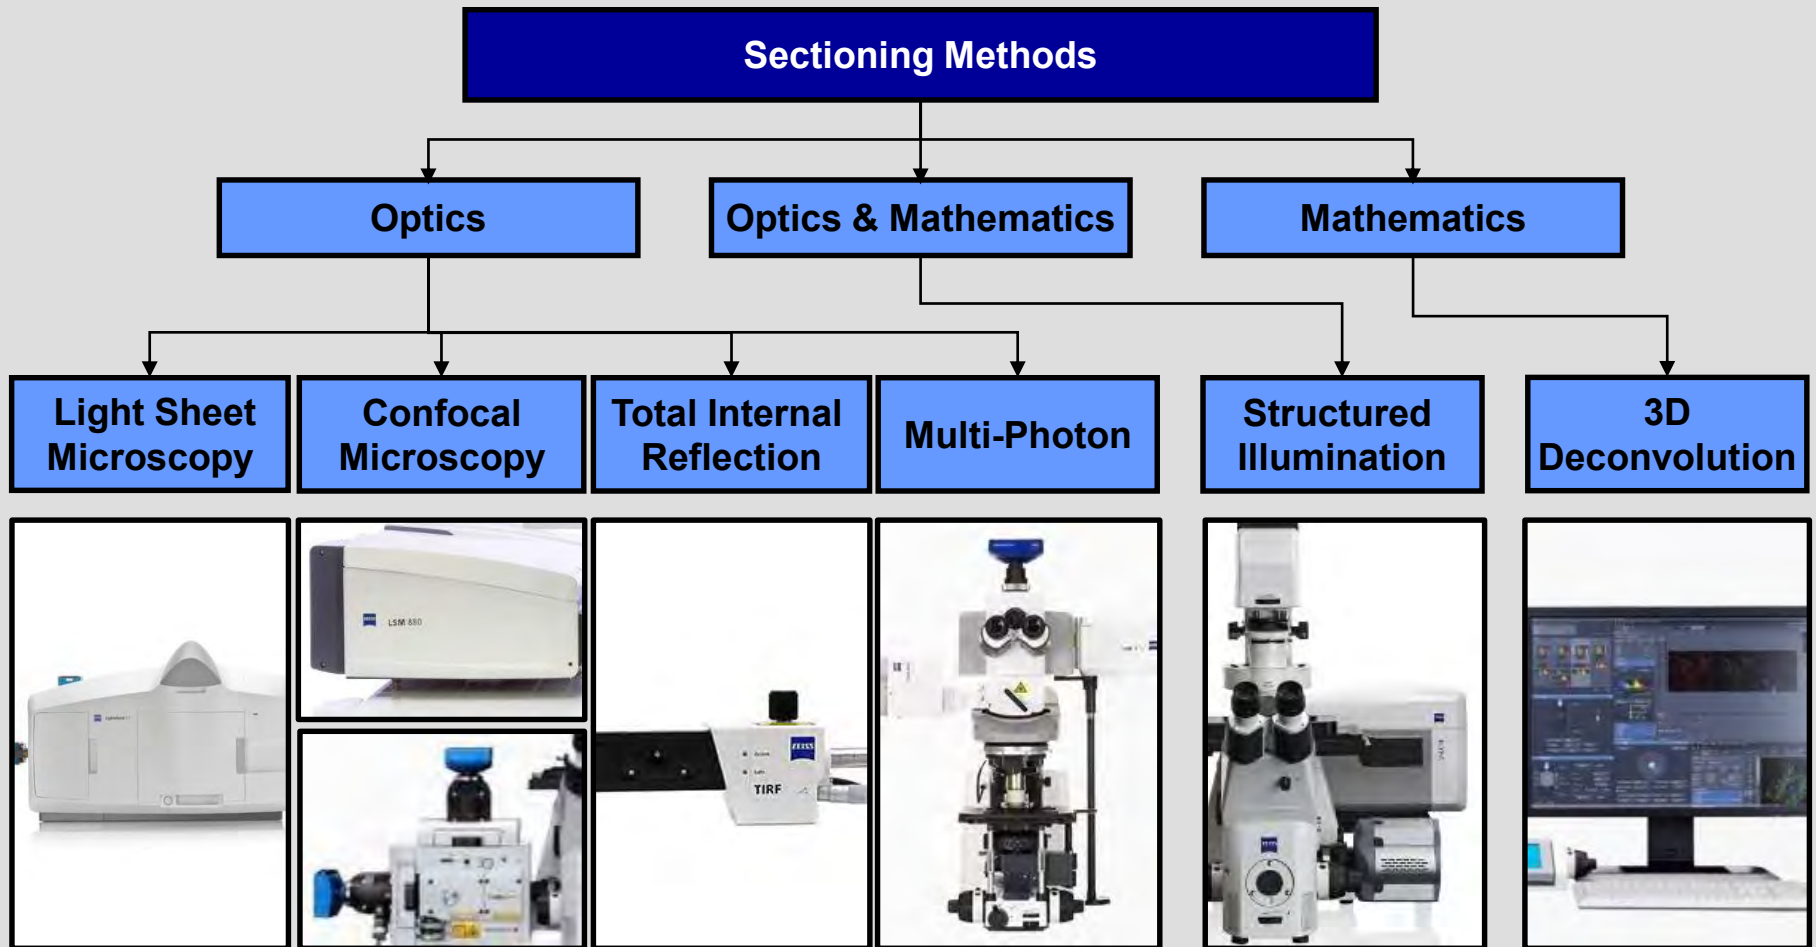 Sectioning Methods
Optics
Optics & Mathematics
Mathematics
Light Sheet
Microscopy
Confocal
Microscopy
Total Internal
Reflection
Multi-Photon
Structured
Illumination
3D
Deconvolution
LSM 880
ZEISS
TIRF